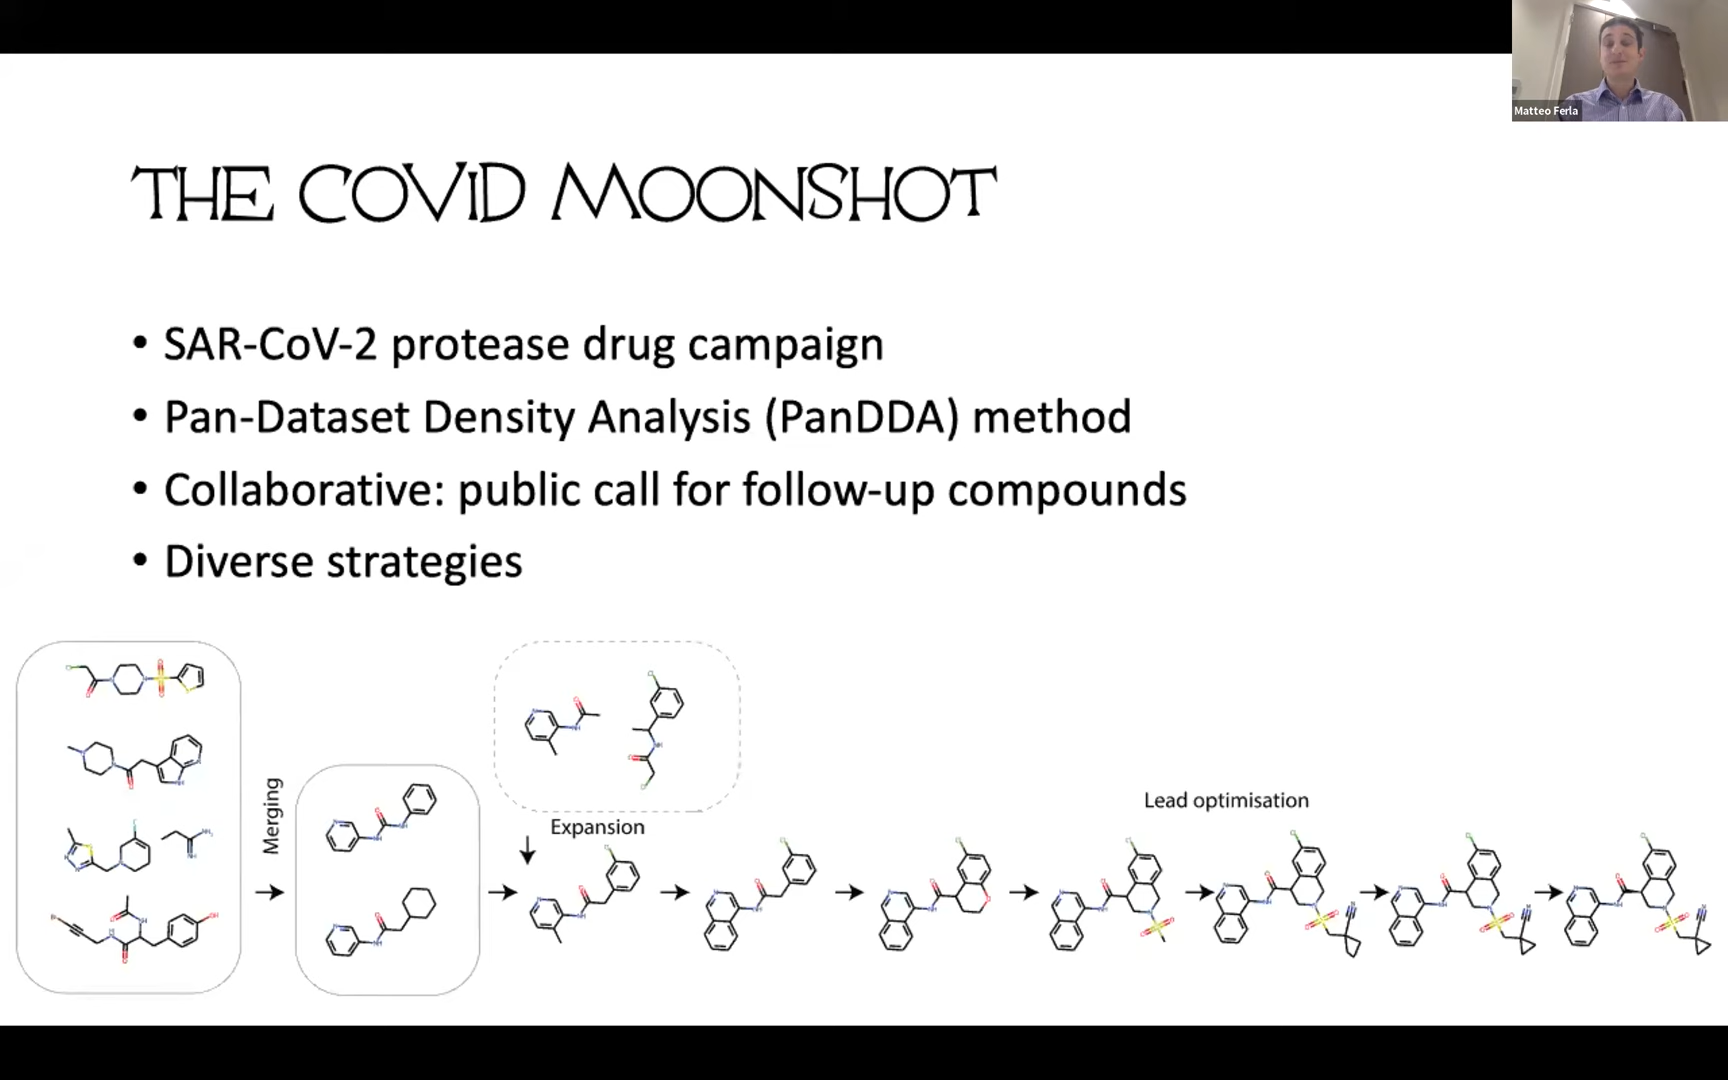 Matteo Ferla
THE COVID MOONSHOT
• SAR-CoV-2 protease drug campaign
• Pan-Dataset Density Analysis (PanDDA) method
• Collaborative: public call for follow-up compounds
• Diverse strategies
Merging
Expansion
Lead optimisation